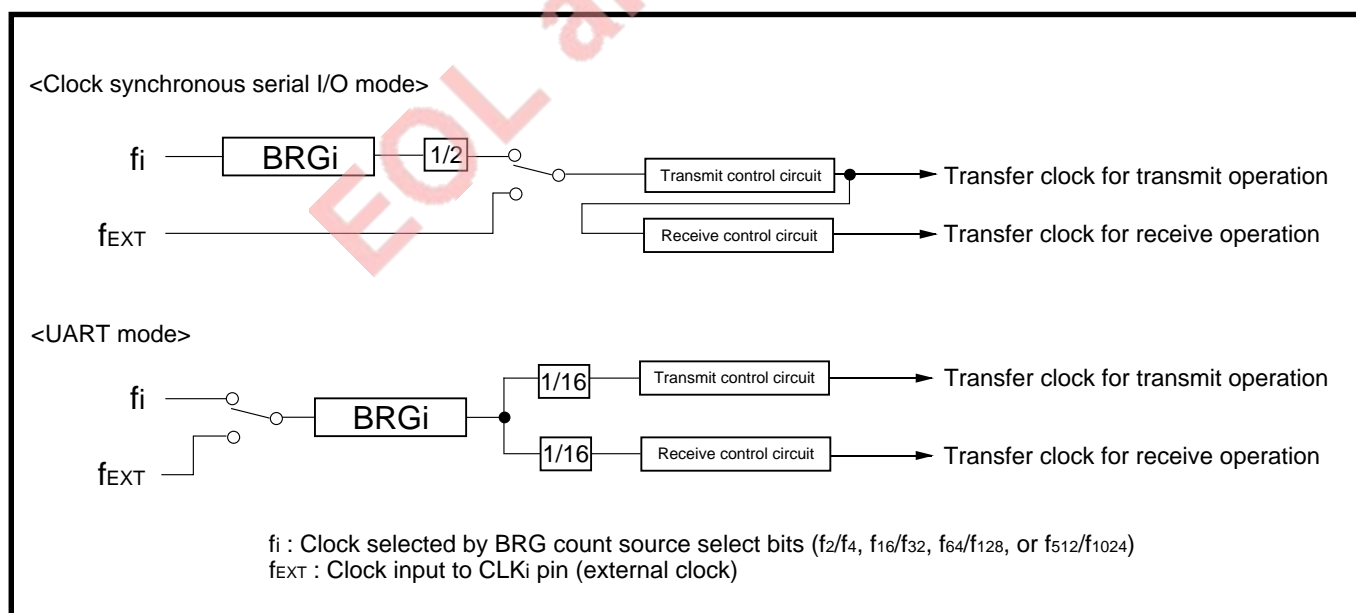 EOL a
<Clock synchronous serial I/O mode>
fi BRGi 1/2 Transmit control circuit Transfer clock for transmit operation
fEXT Receive control circuit Transfer clock for receive operation
<UART mode>
fi 1/16 Transmit control circuit Transfer clock for transmit operation
BRGi
fEXT 1/16 Receive control circuit Transfer clock for receive operation
fi : Clock selected by BRG count source select bits (f2/f4, f16/f32, f64/f128, or f512/f1024)
fEXT : Clock input to CLKi pin (external clock)